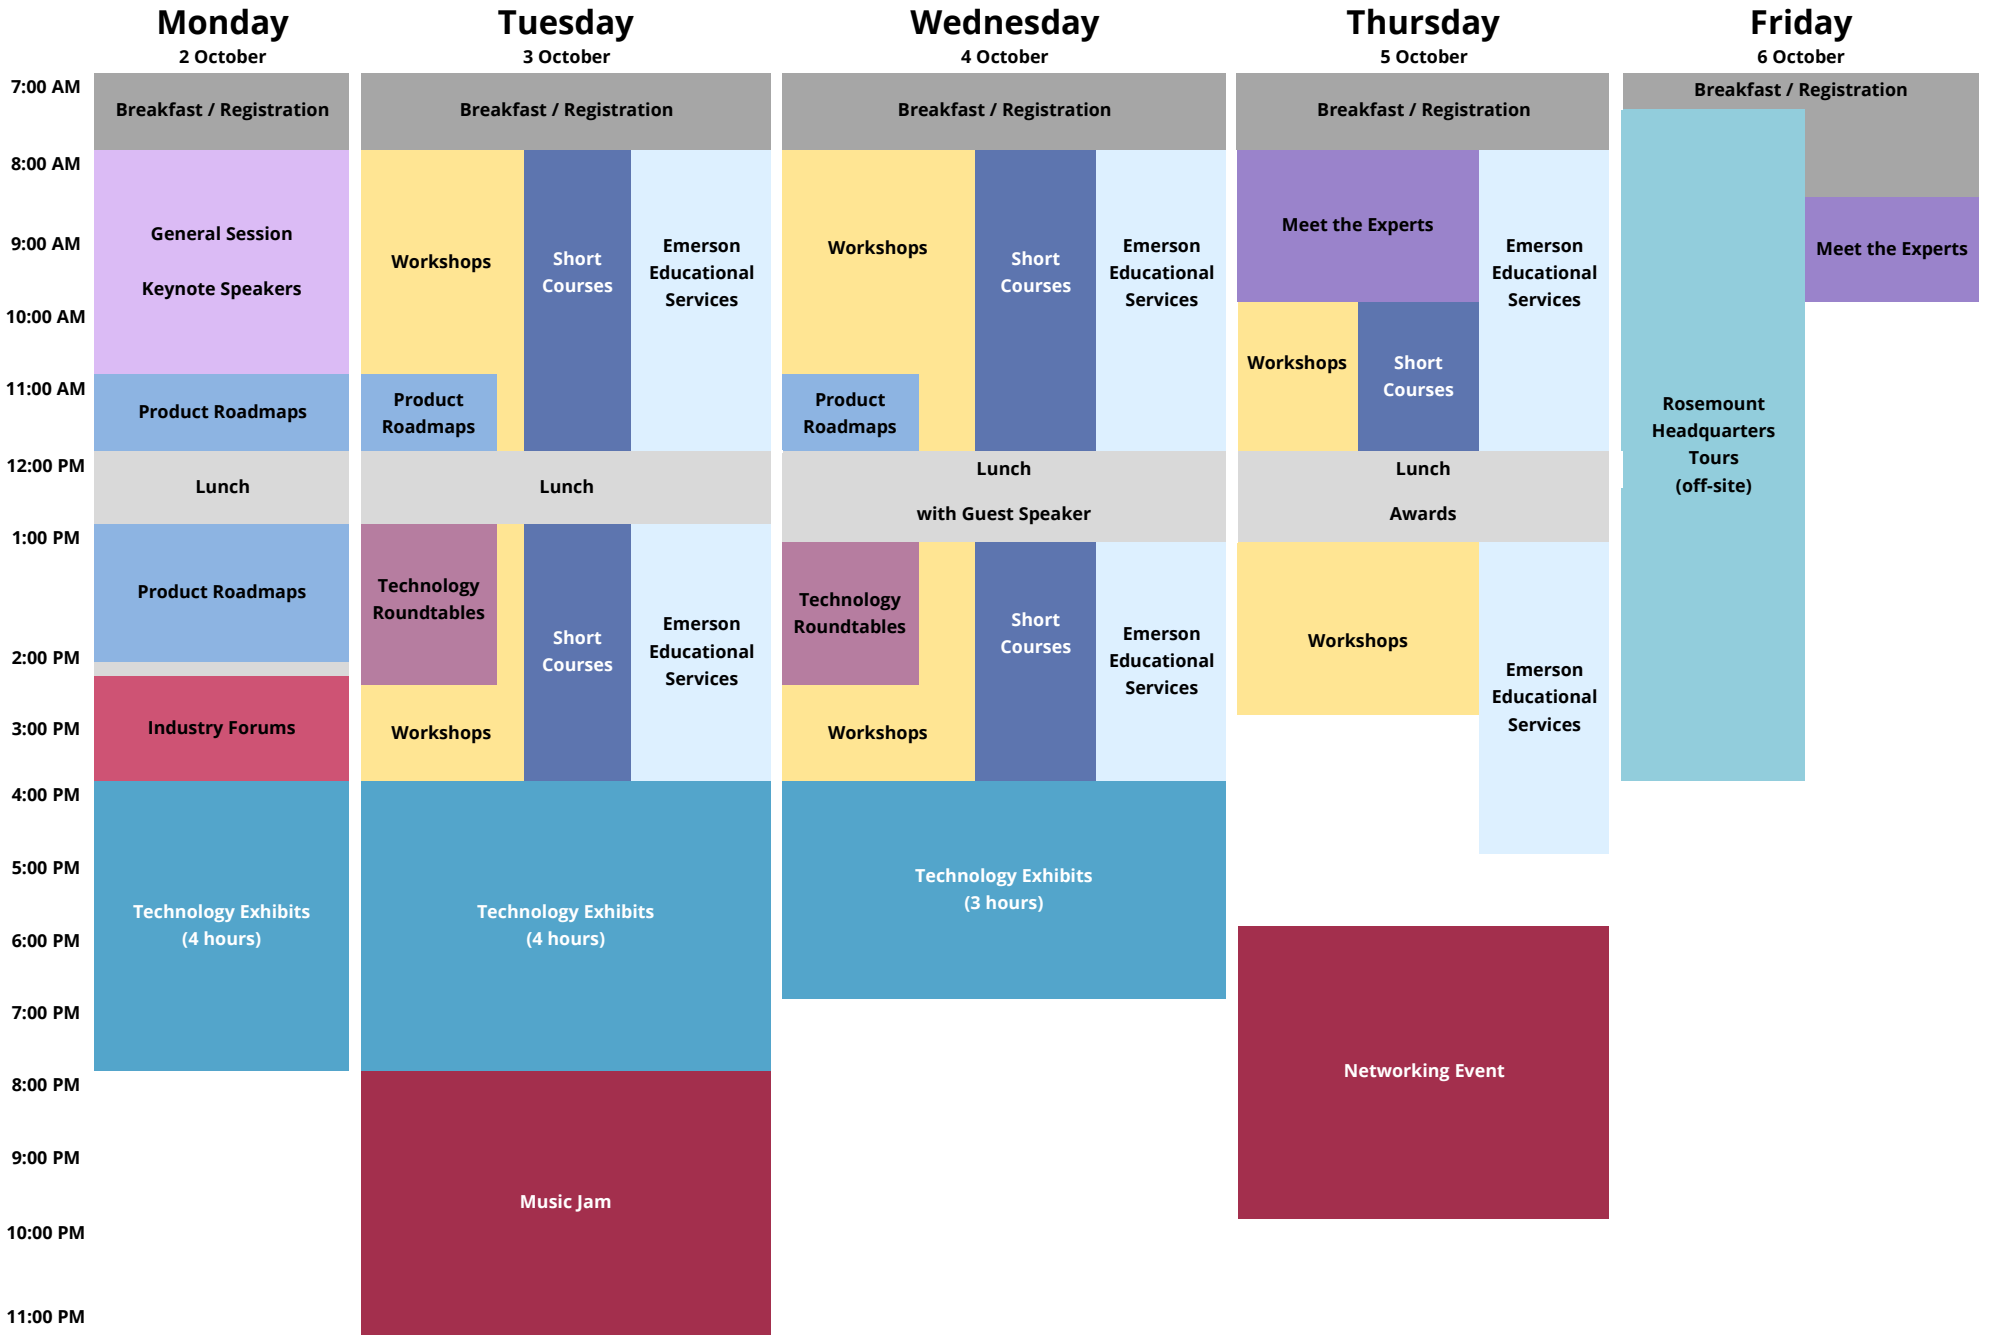 Monday
2 October
Tuesday
3 October
Wednesday
4 October
Thursday
5 October
Friday
6 October
7:00 AM
8:00 AM
9:00 AM
10:00 AM
11:00 AM
12:00 PM
1:00 PM
2:00 PM
3:00 PM
4:00 PM
5:00 PM
6:00 PM
7:00 PM
8:00 PM
9:00 PM
10:00 PM
11:00 PM
Breakfast / Registration
General Session
Keynote Speakers
Product Roadmaps
Lunch
Product Roadmaps
Industry Forums
Technology Exhibits
(4 hours)
Breakfast / Registration
Workshops
Short
Courses
Emerson
Educational
Services
Product
Roadmaps
Lunch
Technology
Roundtables
Workshops
Short
Courses
Emerson
Educational
Services
Technology Exhibits
(4 hours)
Music Jam
Breakfast / Registration
Workshops
Short
Courses
Emerson
Educational
Services
Product
Roadmaps
Lunch
with Guest Speaker
Technology
Roundtables
Workshops
Short
Courses
Emerson
Educational
Services
Technology Exhibits
(3 hours)
Breakfast / Registration
Meet the Experts
Emerson
Educational
Services
Workshops
Short
Courses
Lunch
Awards
Workshops
Emerson
Educational
Services
Networking Event
Breakfast / Registration
Meet the Experts
Rosemount
Headquarters
Tours
(off-site)